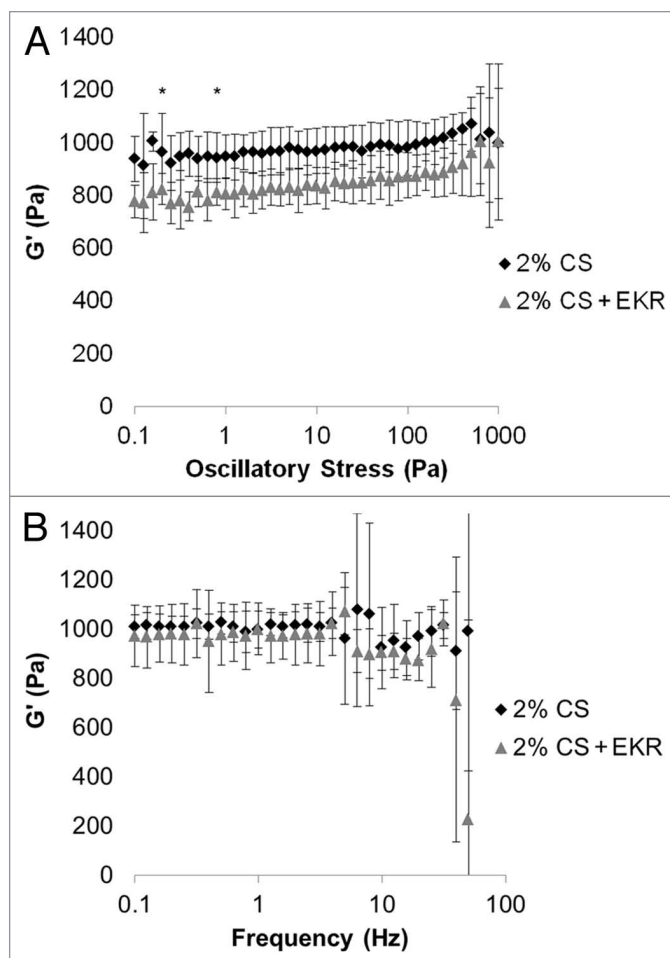 A
1400
1200
1000
800
600
400
200
0
G' (Pa)
* *
0.1 1 10 100 1000
Oscillatory Stress (Pa)
2% CS
2% CS + EKR
B
1400
1200
1000
800
600
400
200
0
G' (Pa)
0.1 1 10 100
Frequency (Hz)
2% CS
2% CS + EKR